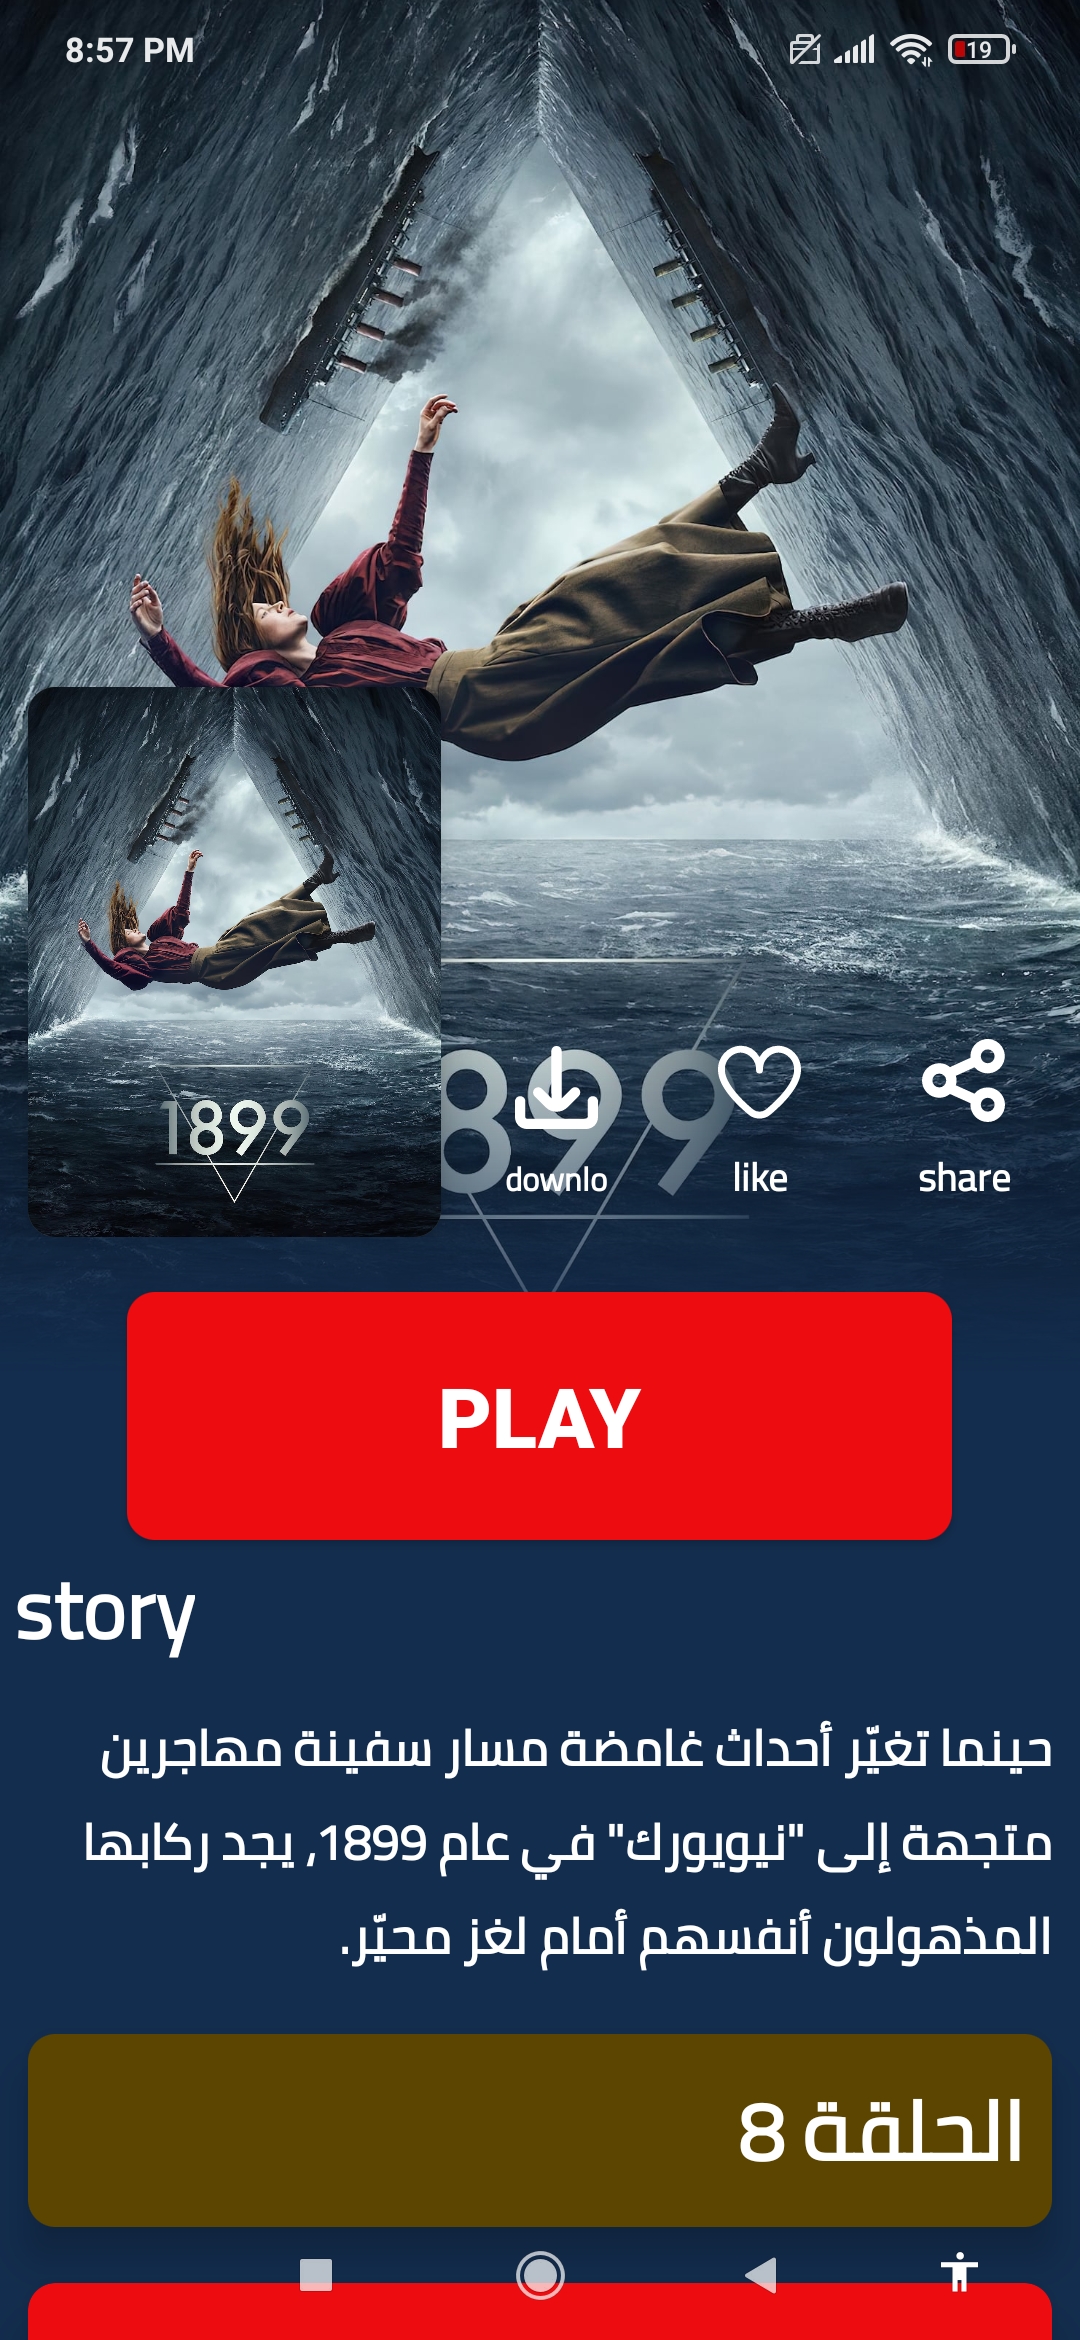 8:57 PM
19
1899
899
downlo
like
share
PLAY
story
حينما تغيّر أحداث غامضة مسار سفينة مهاجرين
متجهة إلى "نيويورك" في عام 1899, يجد ركابها
المذهولون أنفسهم أمام لغز محيّر.
الحلقة 8